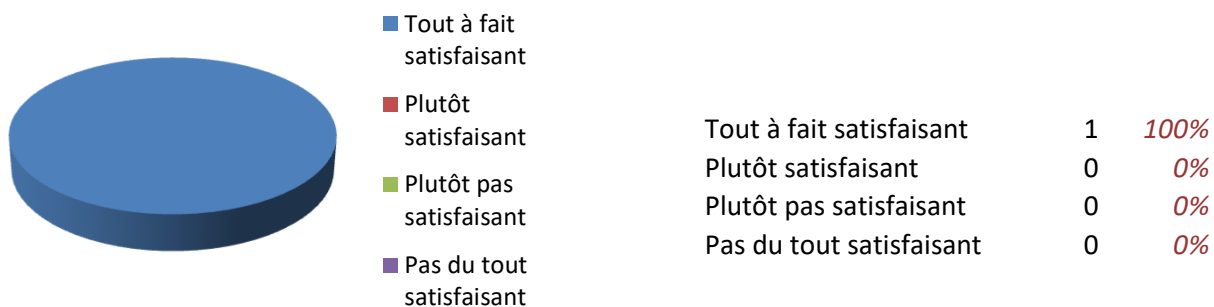 Tout à fait
satisfaisant
Plutôt
satisfaisant
Plutôt pas
satisfaisant
Pas du tout
satisfaisant
Tout à fait satisfaisant 1 100%
Plutôt satisfaisant 0 0%
Plutôt pas satisfaisant 0 0%
Pas du tout satisfaisant 0 0%